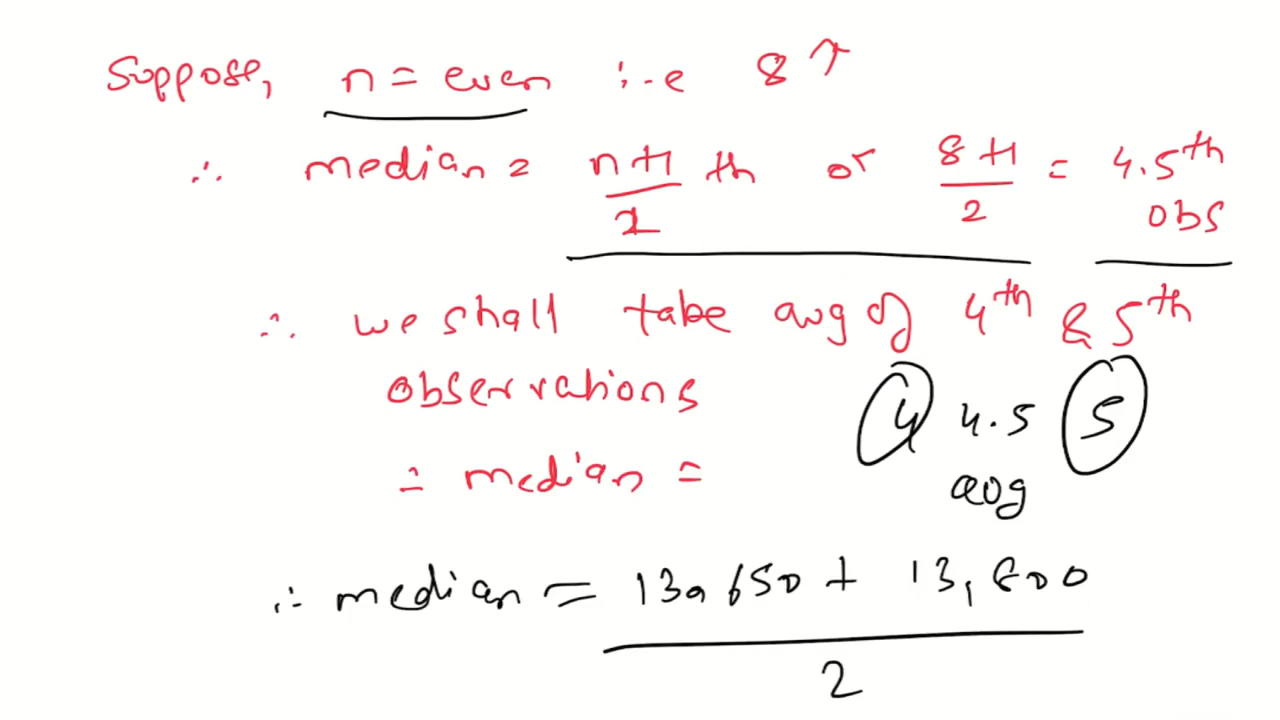 Suppose, n = even i.e 8 ↑
∴ median = n+1/2 th or 8+1/2 = 4.5th obs
∴ we shall take avg of 4th & 5th
observations
4 4.5 5
avg
∴ median =
∴ median = 13,650 + 13,800 / 2